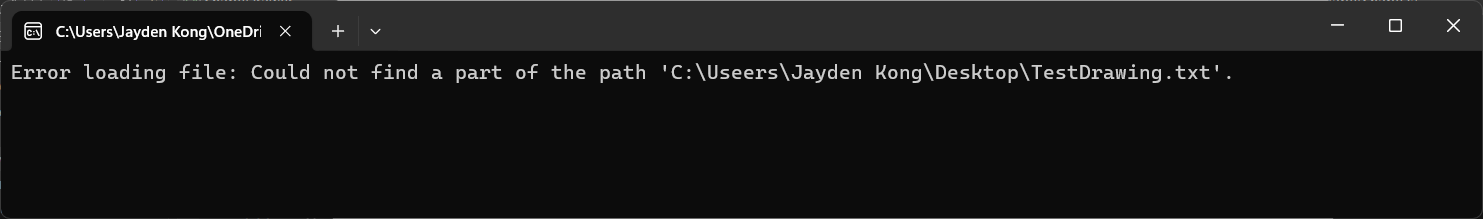 C:\Users\Jayden Kong\OneDri
Error loading file: Could not find a part of the path 'C:\Useers\Jayden Kong\Desktop\TestDrawing.txt'.